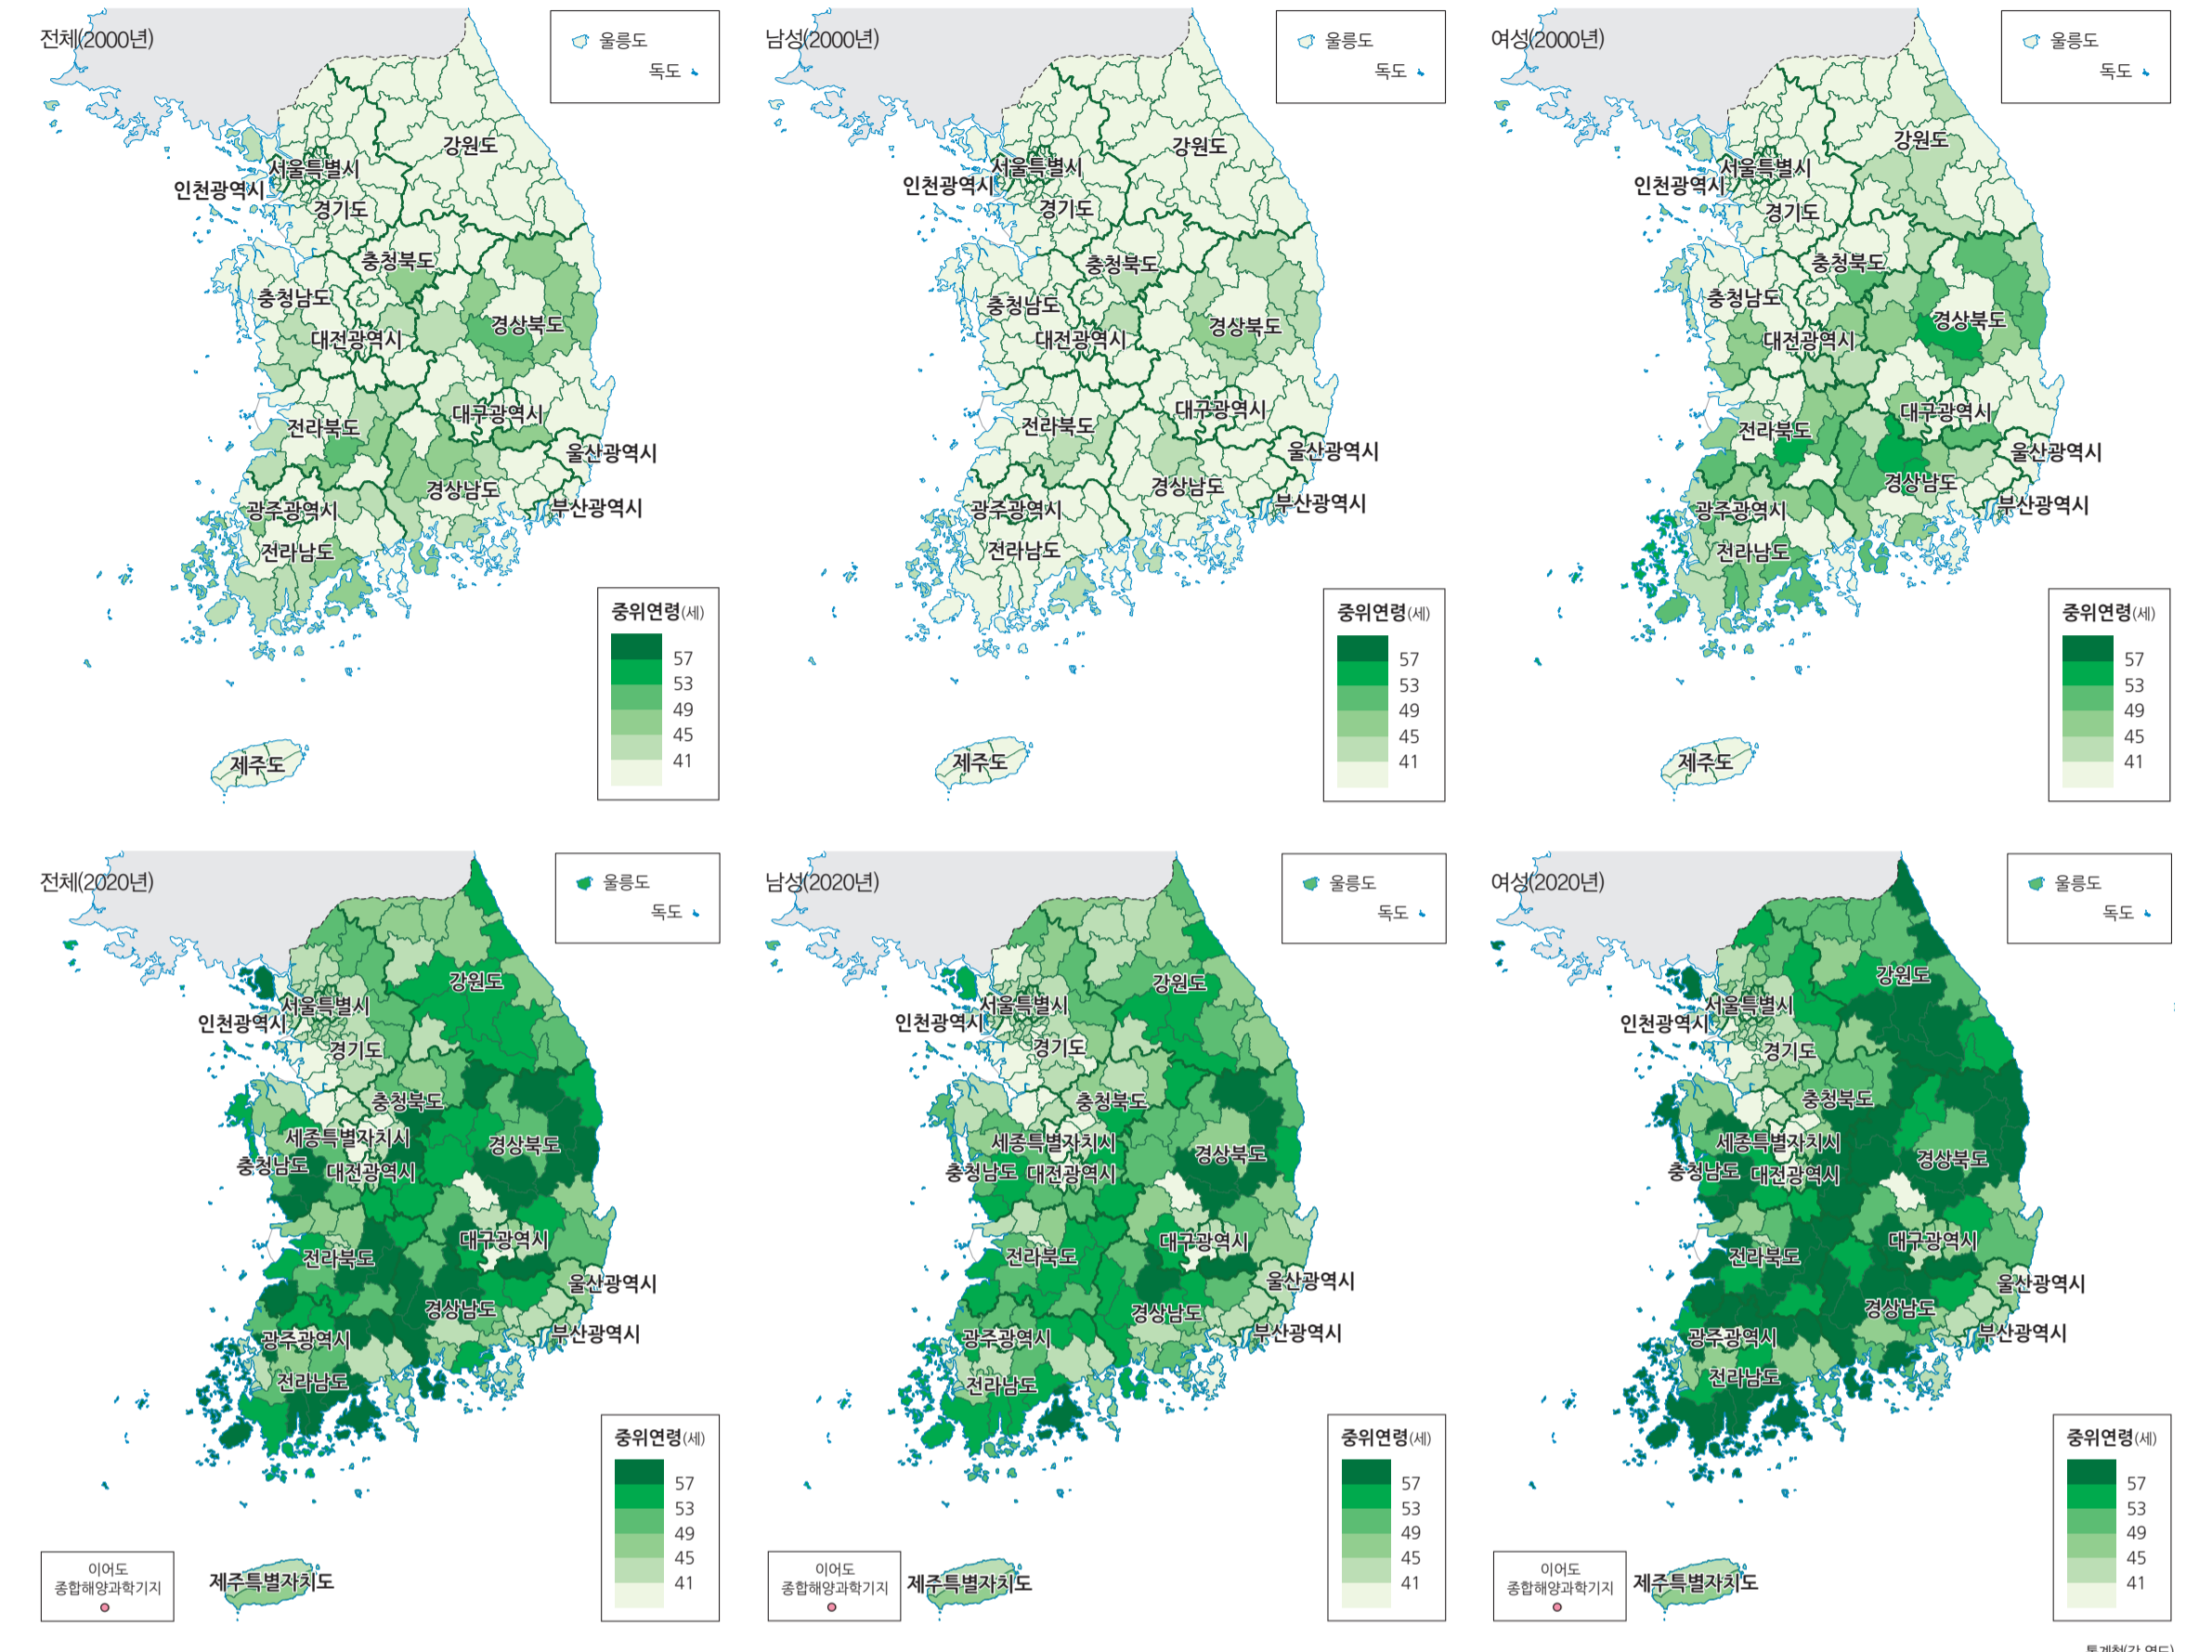 전체(2000년)
울릉도
독도
강원도
서울특별시
인천광역시
경기도
충청북도
충청남도
경상북도
대전광역시
대구광역시
전라북도
울산광역시
경상남도
광주광역시
부산광역시
전라남도
중위연령(세)
57
53
49
45
41
제주도
남성(2000년)
울릉도
독도
강원도
서울특별시
인천광역시
경기도
충청북도
충청남도
경상북도
대전광역시
대구광역시
전라북도
울산광역시
경상남도
부산광역시
광주광역시
전라남도
중위연령(세)
57
53
49
45
41
제주도
여성(2000년)
울릉도
독도
강원도
서울특별시
인천광역시
경기도
충청북도
충청남도
경상북도
대전광역시
대구광역시
전라북도
울산광역시
경상남도
부산광역시
광주광역시
전라남도
중위연령(세)
57
53
49
45
41
제주도
전체(2020년)
울릉도
독도
강원도
서울특별시
인천광역시
경기도
충청북도
세종특별자치시
경상북도
충청남도
대전광역시
대구광역시
전라북도
울산광역시
경상남도
부산광역시
광주광역시
전라남도
중위연령(세)
57
53
49
45
41
이어도
종합해양과학기지
제주특별자치도
남성(2020년)
울릉도
독도
강원도
서울특별시
인천광역시
경기도
충청북도
세종특별자치시
경상북도
충청남도
대전광역시
대구광역시
전라북도
울산광역시
경상남도
부산광역시
광주광역시
전라남도
중위연령(세)
57
53
49
45
41
이어도
종합해양과학기지
제주특별자치도
여성(2020년)
울릉도
독도
강원도
서울특별시
인천광역시
경기도
충청북도
세종특별자치시
경상북도
충청남도
대전광역시
대구광역시
전라북도
울산광역시
경상남도
부산광역시
광주광역시
전라남도
중위연령(세)
57
53
49
45
41
이어도
종합해양과학기지
제주특별자치도